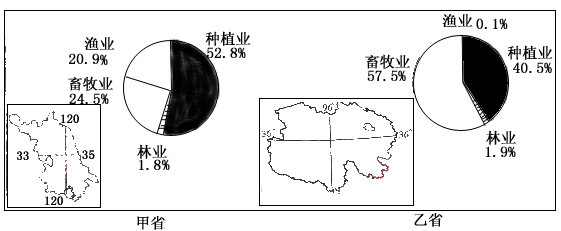 渔业
20.9%
种植业
52.8%
畜牧业
24.5%
林业
1.8%
120
33
35
120
甲省
渔业 0.1%
种植业
40.5%
畜牧业
57.5%
林业
1.9%
96
36
36
乙省